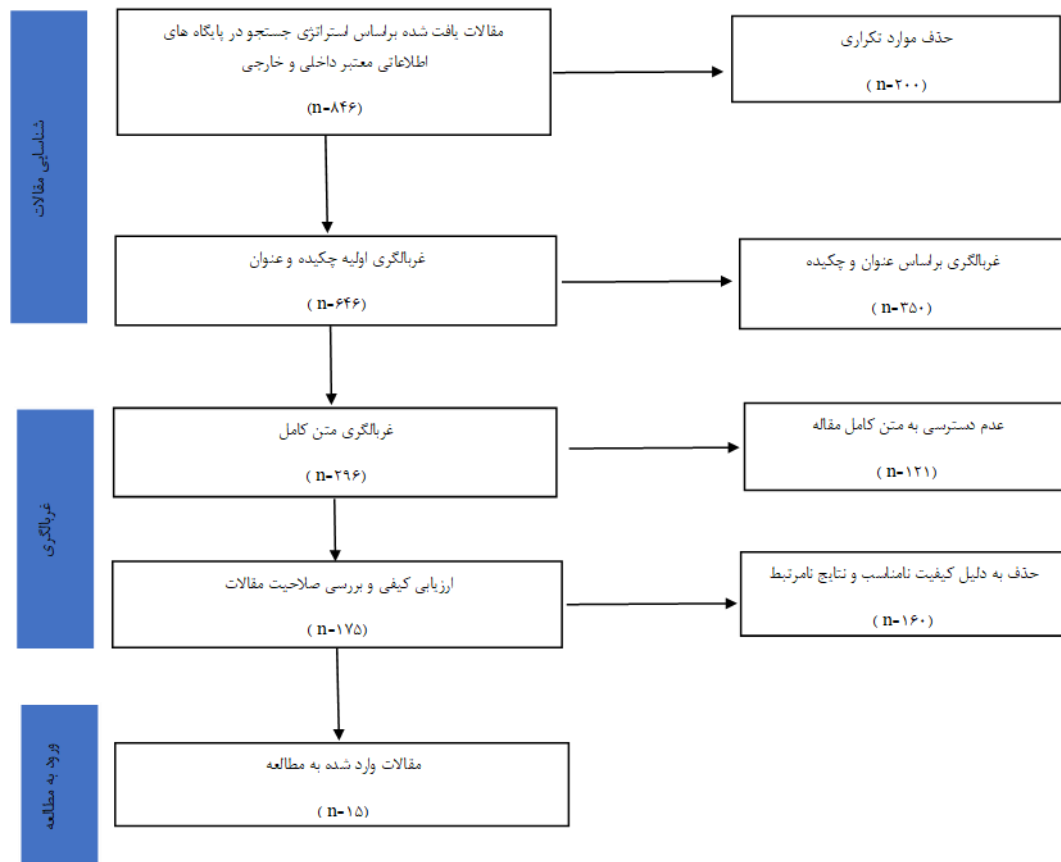 مقالات یافت شده براساس استراتژی جستجو در پایگاه های
اطلاعاتی معتبر داخلی و خارجی
(n-۸۴۶)
حذف موارد تکراری
( n-۲۰۰)
شناسایی مقالات
غربالگری اولیه چکیده و عنوان
( n-۶۴۶)
غربالگری براساس عنوان و چکیده
( n-۳۵۰)
غربالگری متن کامل
( n-۲۹۶)
عدم دسترسی به متن کامل مقاله
( n-۱۲۱)
غربالگری
ارزیابی کیفی و بررسی صلاحیت مقالات
( n-۱۷۵)
حذف به دلیل کیفیت نامناسب و نتایج نامرتبط
( n-۱۶۰)
ورود به مطالعه
مقالات وارد شده به مطالعه
( n-۱۵)